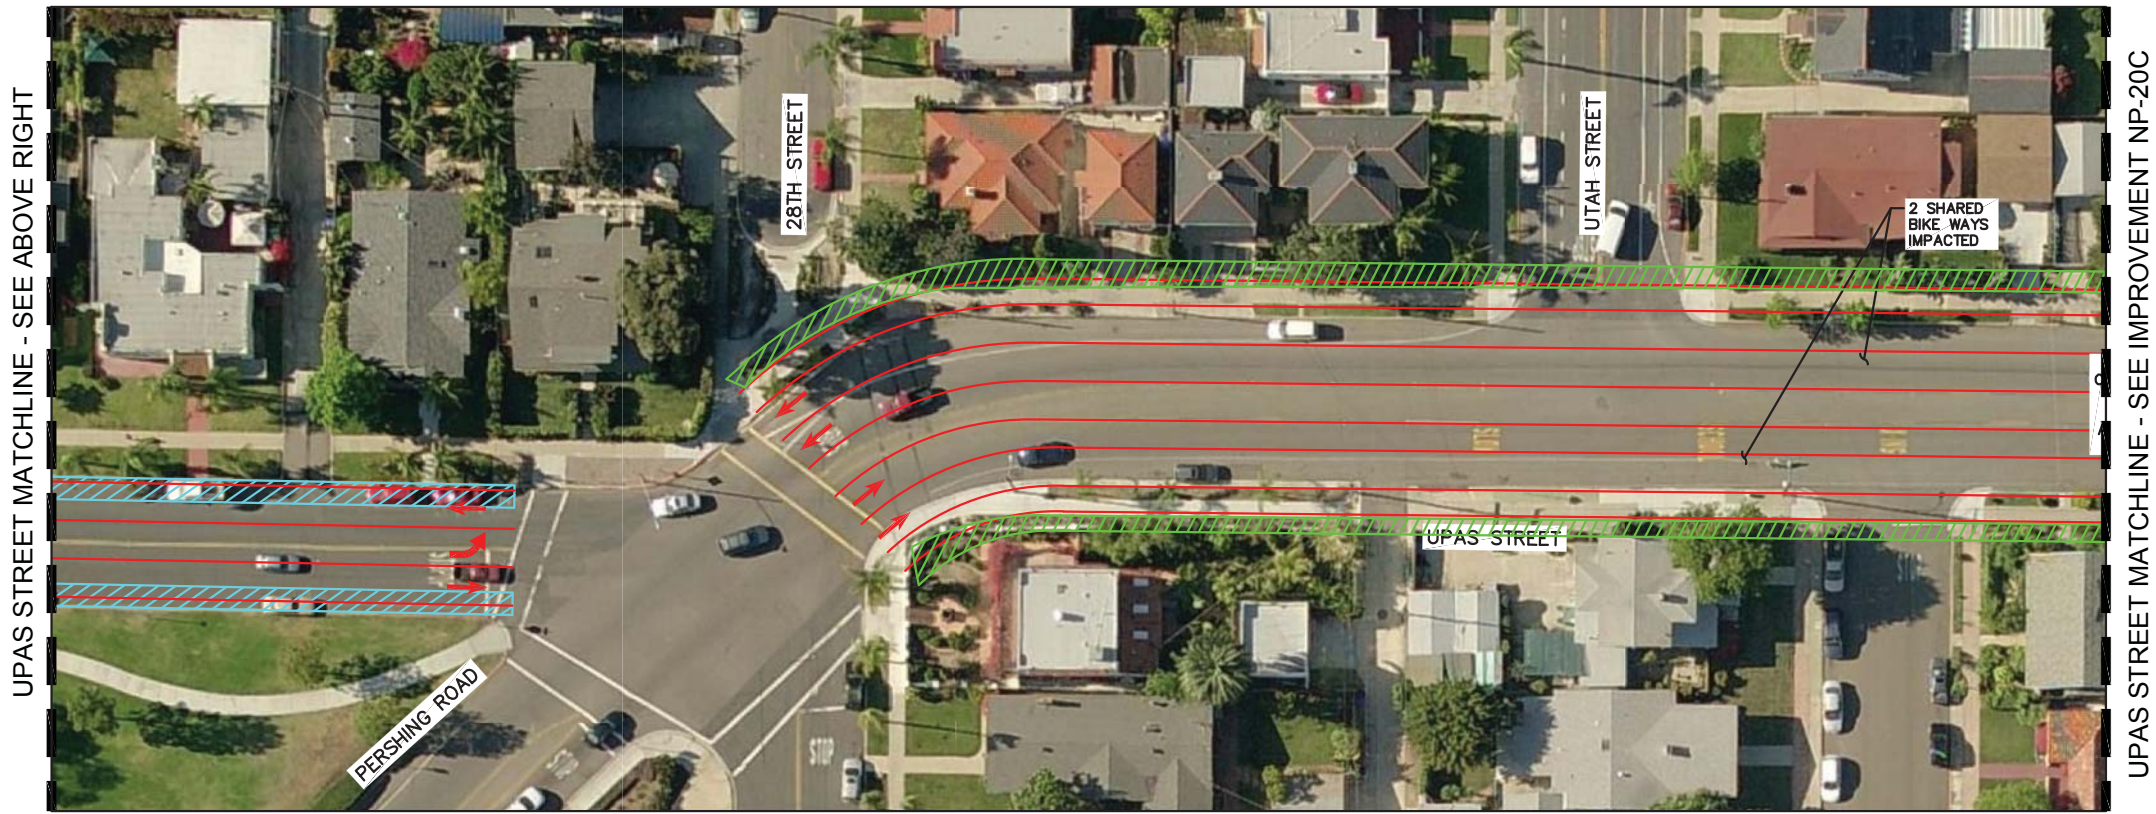 UPAS STREET MATCHLINE - SEE ABOVE RIGHT
28TH STREET
UTAH STREET
2 SHARED
BIKE WAYS
IMPACTED
UPAS STREET
PERSHING ROAD
STOP
UPAS STREET MATCHLINE - SEE IMPROVEMENT NP-20C